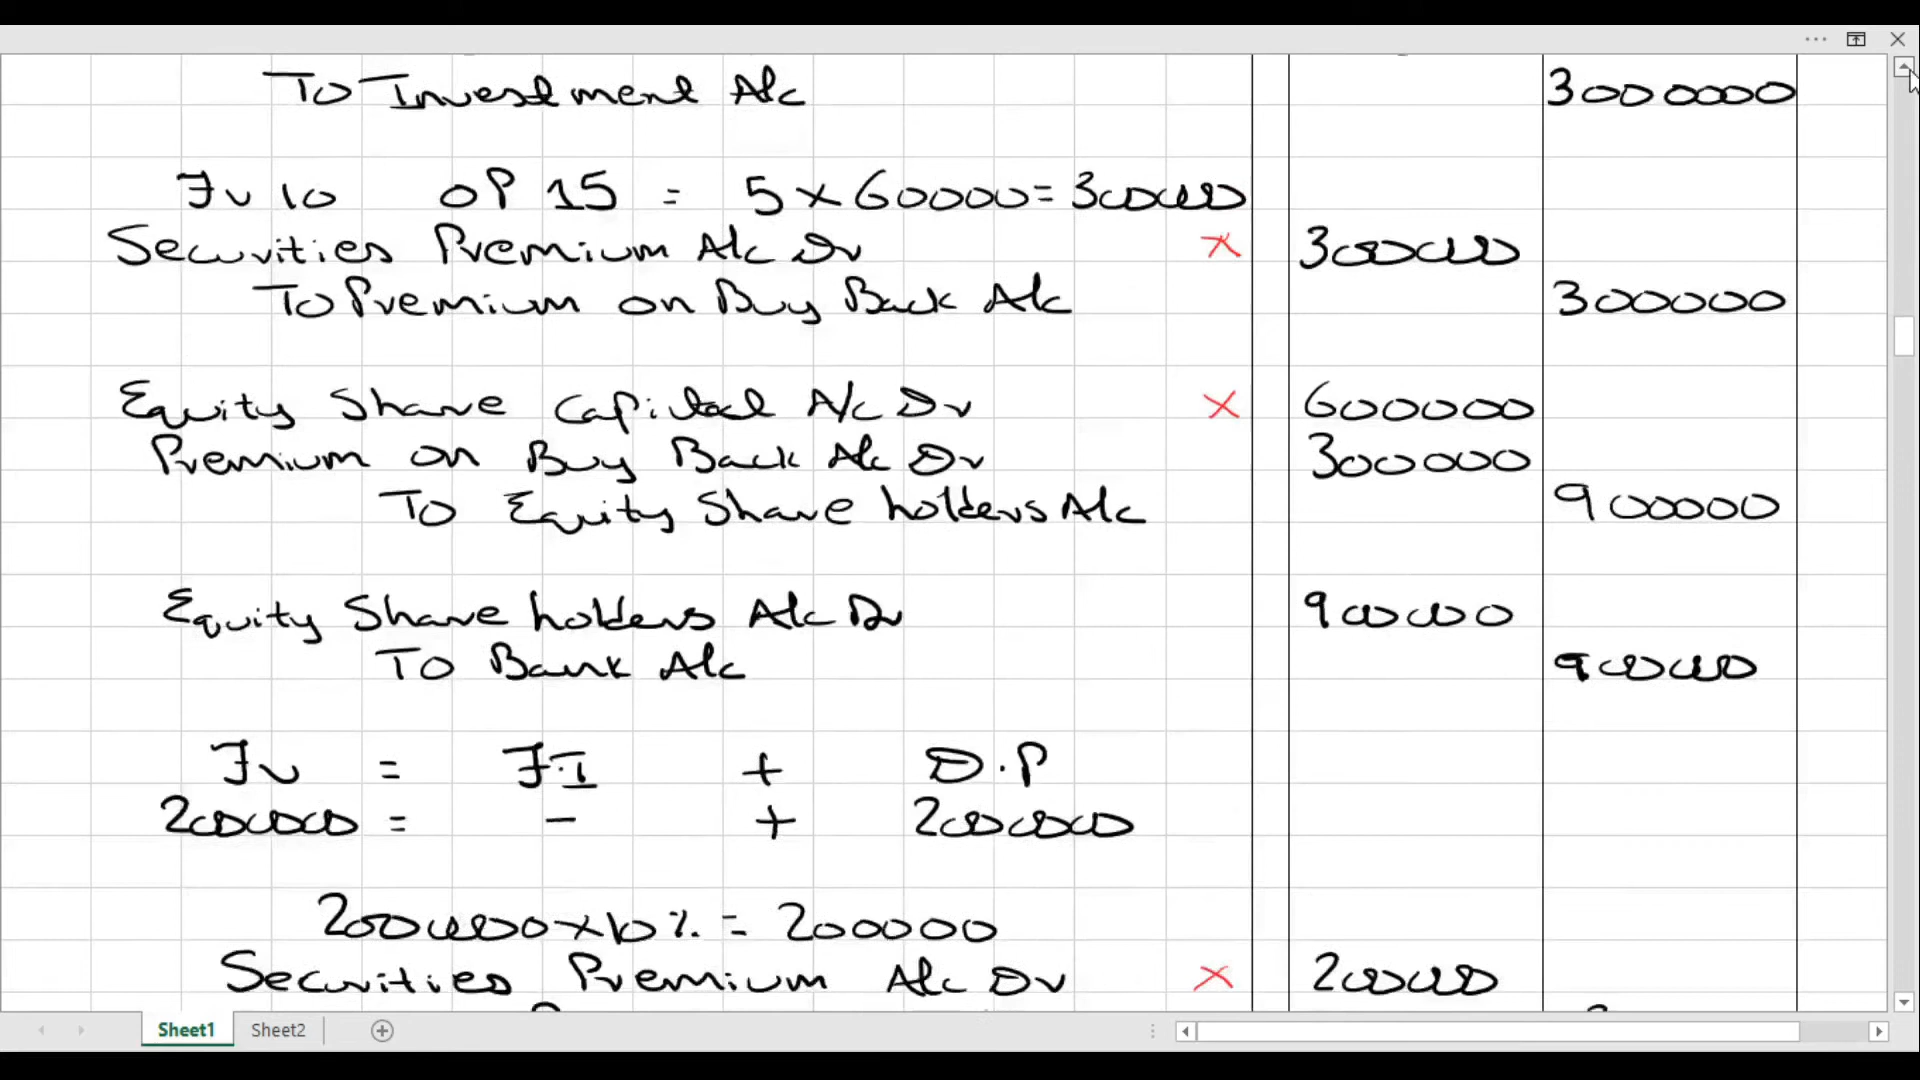 To Investment A/c 3000000
Fv 10 OP 15 = 5 × 60000 = 300000
Securities Premium A/c Dr × 300000
To Premium on Buy Back A/c 300000
Equity Share Capital A/c Dr × 600000
Premium on Buy Back A/c Dr 300000
To Equity Share holders A/c 900000
Equity Share holders A/c Dr 900000
To Bank A/c 900000
Fv = F.I + D.P
2000000 = - + 2000000
2000000 × 10% = 200000
Securities Premium A/c Dr × 200000
Sheet1 Sheet2